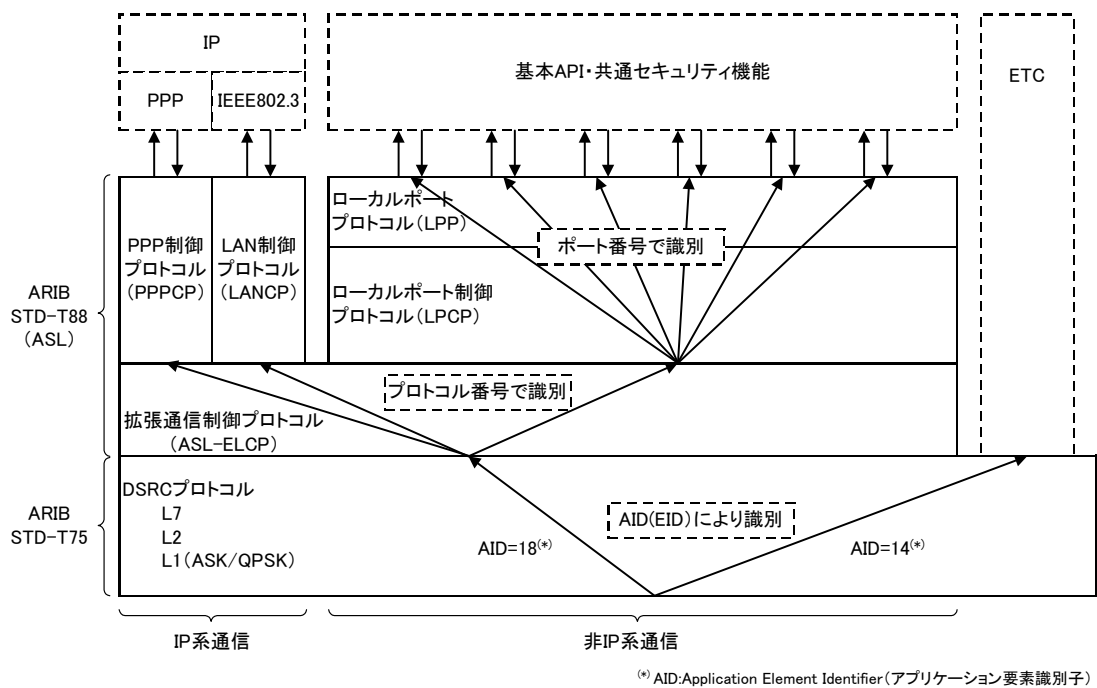 IP
PPP
IEEE802.3
基本API・共通セキュリティ機能
ETC
ARIB
STD-T88
(ASL)
PPP制御
プロトコル
(PPPCP)
LAN制御
プロトコル
(LANCP)
ローカルポート
プロトコル(LPP)
ポート番号で識別
ローカルポート制御
プロトコル(LPCP)
プロトコル番号で識別
拡張通信制御プロトコル
(ASL-ELCP)
ARIB
STD-T75
DSRCプロトコル
L7
L2
L1(ASK/QPSK)
AID(EID)により識別
AID=18(*)
AID=14(*)
IP系通信
非IP系通信
(*) AID:Application Element Identifier(アプリケーション要素識別子)